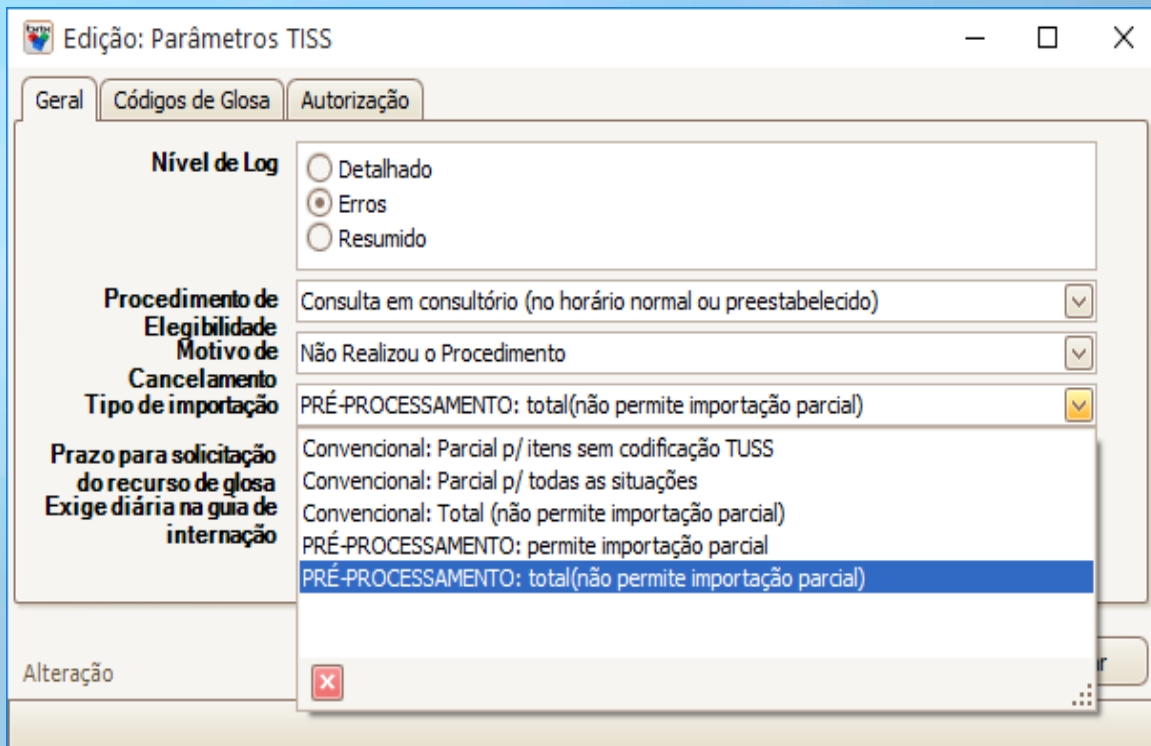 Edição: Parâmetros TISS
Geral Códigos de Glosa Autorização
Nível de Log
Detalhado
Erros
Resumido
Procedimento de
Elegibilidade
Consulta em consultório (no horário normal ou preestabelecido)
Motivo de
Cancelamento
Não Realizou o Procedimento
Tipo de importação
PRÉ-PROCESSAMENTO: total(não permite importação parcial)
Convencional: Parcial p/ itens sem codificação TUSS
Convencional: Parcial p/ todas as situações
Convencional: Total (não permite importação parcial)
PRÉ-PROCESSAMENTO: permite importação parcial
PRÉ-PROCESSAMENTO: total(não permite importação parcial)
Prazo para solicitação
do recurso de glosa
Exige diária na guia de
internação
Alteração